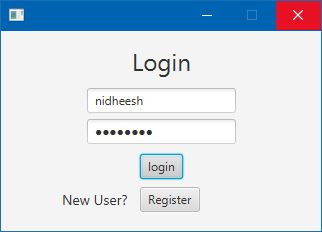 Login
nidheesh
●●●●●●●●
login
New User? Register